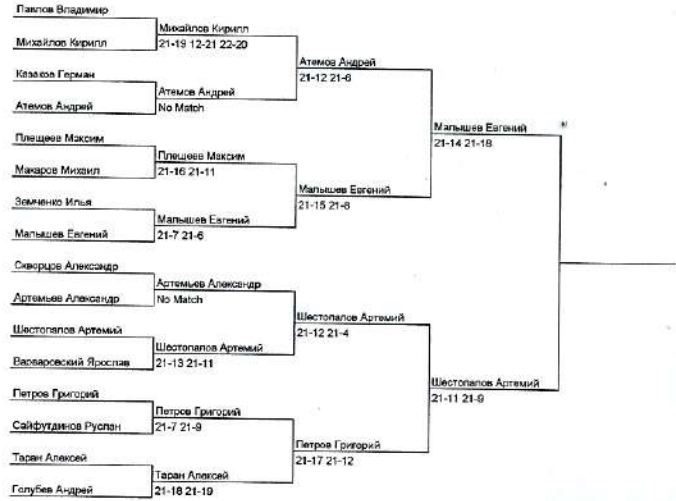 Павлов Владимир
Михайлов Кирилл
Михайлов Кирилл
21-19 12-21 22-20
Атемов Андрей
21-12 21-6
Казаков Герман
Атемов Андрей
Атемов Андрей
No Match
Малышев Евгений
21-14 21-18
Плещеев Максим
Плещеев Максим
Макаров Михаил
21-16 21-11
Малышев Евгений
21-15 21-8
Земченко Илья
Малышев Евгений
Малышев Евгений
21-7 21-6
Скворцов Александр
Артемьев Александр
Артемьев Александр
No Match
Шестопалов Артемий
21-12 21-4
Шестопалов Артемий
Шестопалов Артемий
Варваровский Ярослав
21-13 21-11
Шестопалов Артемий
21-11 21-9
Петров Григорий
Петров Григорий
Сайфутдинов Руслан
21-7 21-9
Петров Григорий
21-17 21-12
Таран Алексей
Таран Алексей
Голубев Андрей
21-18 21-19